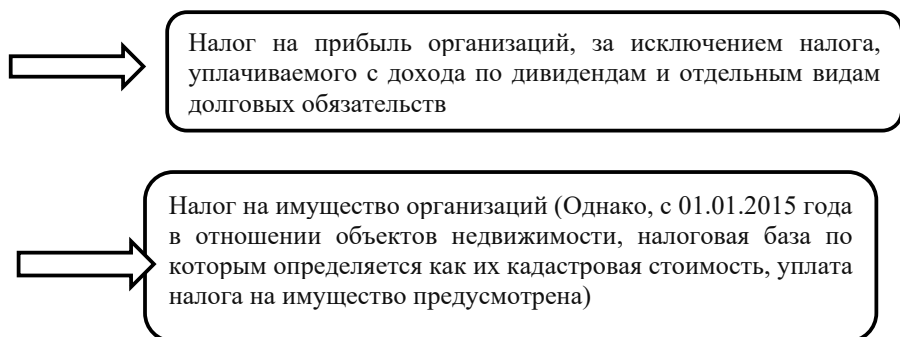 Налог на прибыль организаций, за исключением налога,
уплачиваемого с дохода по дивидендам и отдельным видам
долговых обязательств
Налог на имущество организаций (Однако, с 01.01.2015 года
в отношении объектов недвижимости, налоговая база по
которым определяется как их кадастровая стоимость, уплата
налога на имущество предусмотрена)